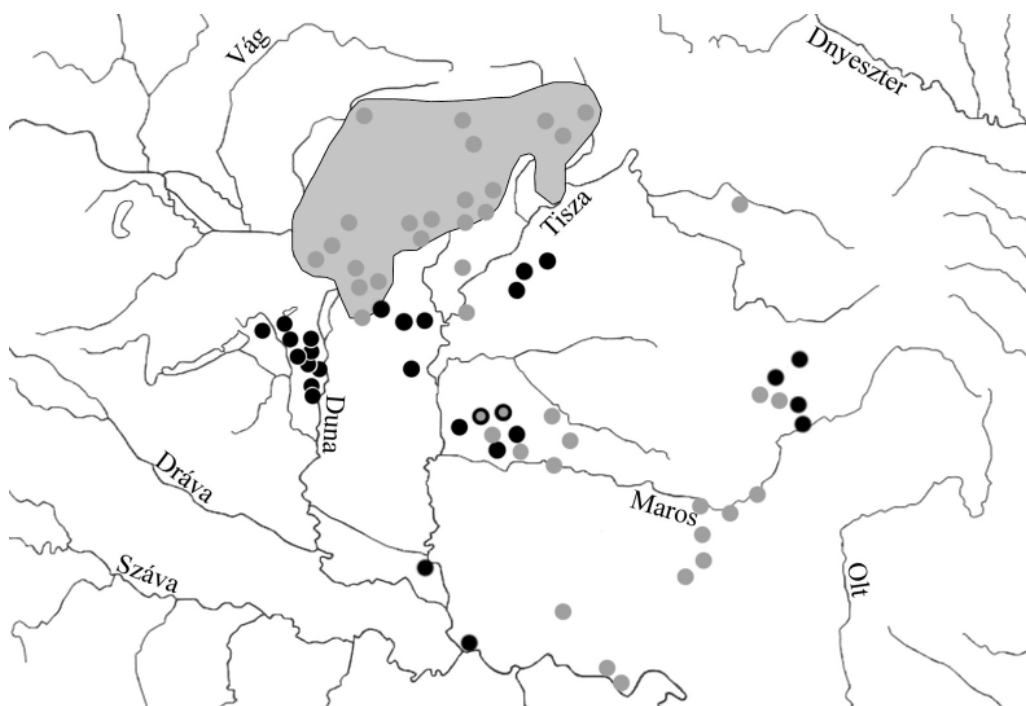 Vág
Dnyeszter
Tisza
Duna
Dráva
Maros
Száva
Olt